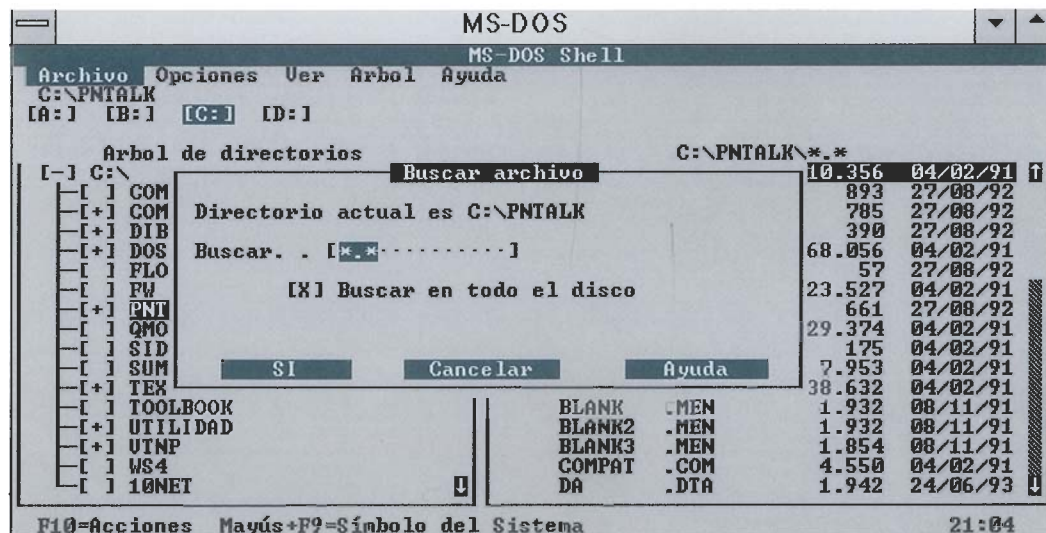 MS-DOS
MS-DOS Shell
Archivo Opciones Ver Arbol Ayuda
C:\PNTALK
[A:] [B:] [C:] [D:]
Arbol de directorios C:\PNTALK\*.*
[-] C:\ 10.356 04/02/91
[ ] COM 893 27/08/92
[+] COM 785 27/08/92
[+] DIB 390 27/08/92
[+] DOS 68.056 04/02/91
[ ] FLO 57 27/08/92
[ ] FW 23.527 04/02/91
[+] PNT 661 27/08/92
[ ] QMO 29.374 04/02/91
[ ] SID 175 04/02/91
[ ] SUM 7.953 04/02/91
[+] TEX 38.632 04/02/91
[ ] TOOLBOOK BLANK .MEN 1.932 08/11/91
[+] UTILIDAD BLANK2 .MEN 1.932 08/11/91
[+] VTNP BLANK3 .MEN 1.854 08/11/91
[ ] WS4 COMPAT .COM 4.550 04/02/91
[ ] 10NET DA .DTA 1.942 24/06/93
Buscar archivo
Directorio actual es C:\PNTALK
Buscar. . [*.*..........]
[X] Buscar en todo el disco
SI Cancelar Ayuda
F10=Acciones Mayús+F9=Símbolo del Sistema 21:04